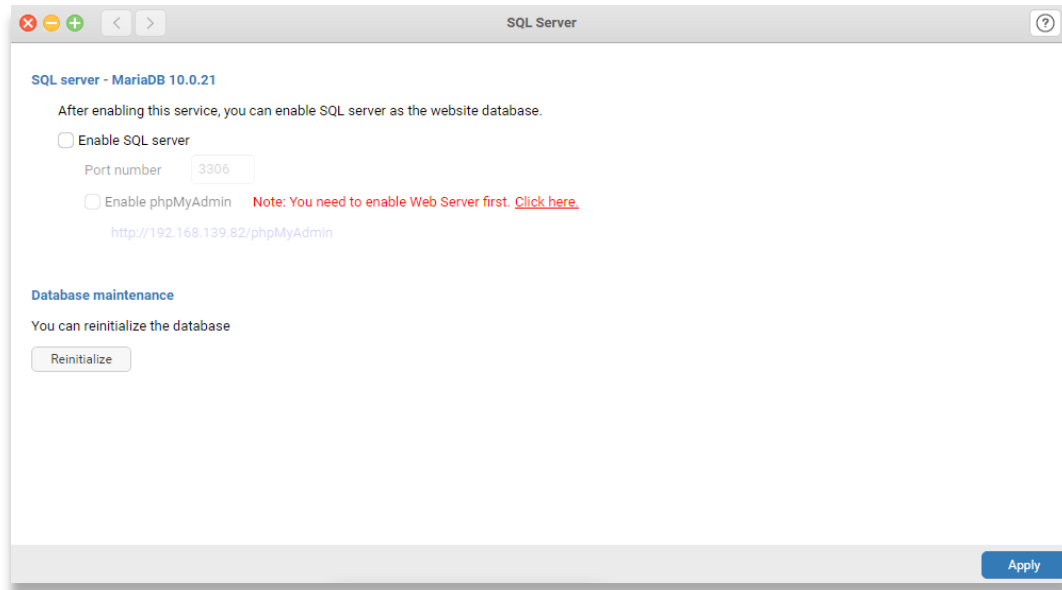 SQL Server
?
SQL server - MariaDB 10.0.21
After enabling this service, you can enable SQL server as the website database.
Enable SQL server
Port number 3306
Enable phpMyAdmin Note: You need to enable Web Server first. Click here.
http://192.168.139.82/phpMyAdmin
Database maintenance
You can reinitialize the database
Reinitialize
Apply